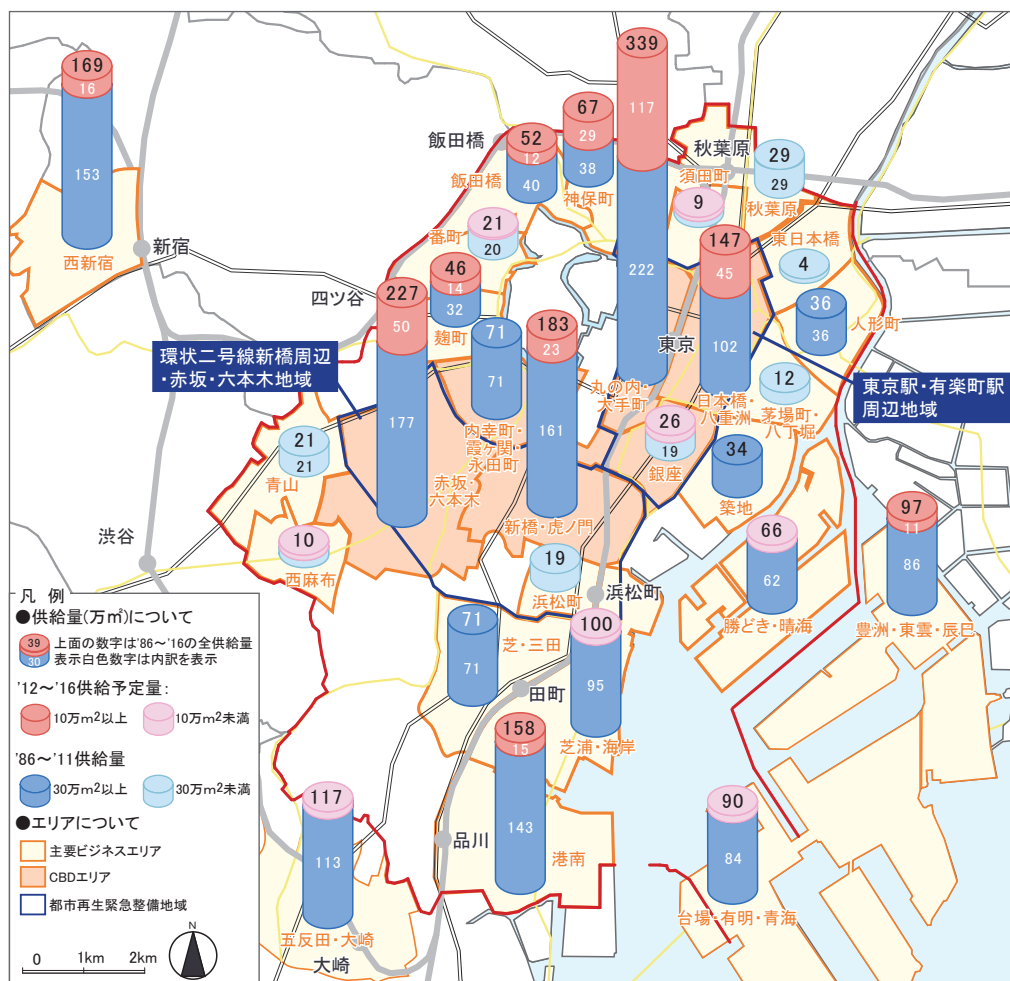 339
117
222
丸の内・
大手町
169
16
153
西新宿
新宿
飯田橋
52
12
40
飯田橋
67
29
38
神保町
秋葉原
須田町
9
29
29
秋葉原
21
20
番町
147
45
102
日本橋・
八重洲
東日本橋
4
36
36
人形町
四ツ谷
46
14
32
麹町
227
50
177
赤坂・
六本木
71
71
内幸町・
霞ヶ関・
永田町
183
23
161
新橋・虎ノ門
東京
環状二号線新橋周辺
・赤坂・六本木地域
東京駅・有楽町駅
周辺地域
12
茅場町・
八丁堀
26
19
銀座
34
築地
21
21
青山
渋谷
10
西麻布
19
浜松町
浜松町
66
62
勝どき・晴海
97
11
86
豊洲・東雲・辰巳
71
71
芝・三田
田町
100
95
芝浦・海岸
158
15
143
港南
品川
117
113
五反田・大崎
大崎
90
84
台場・有明・青海
凡 例
●供給量(万㎡)について
39
30
上面の数字は'86～'16の全供給量
表示白色数字は内訳を表示
'12～'16供給予定量:
10万m²以上
10万m²未満
'86～'11供給量
30万m²以上
30万m²未満
●エリアについて
主要ビジネスエリア
CBDエリア
都市再生緊急整備地域
N
0 1km 2km